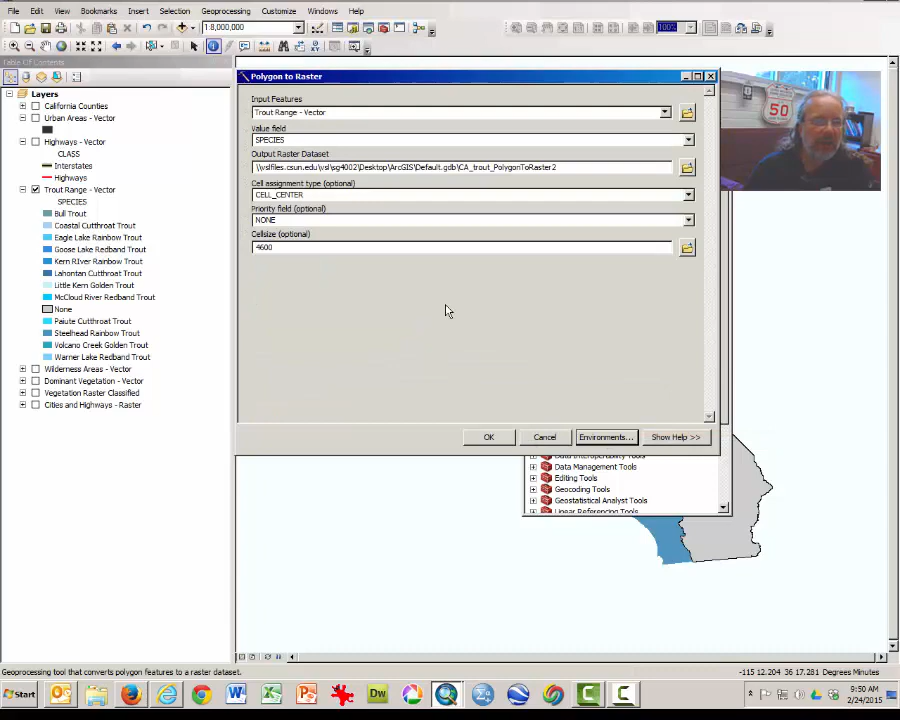 File Edit View Bookmarks Insert Selection Geoprocessing Customize Windows Help
1:8,000,000
100%
Table Of Contents
Layers
California Counties
Urban Areas - Vector
Highways - Vector
CLASS
Interstates
Highways
Trout Range - Vector
SPECIES
Bull Trout
Coastal Cutthroat Trout
Eagle Lake Rainbow Trout
Goose Lake Redband Trout
Kern RIver Rainbow Trout
Lahontan Cutthroat Trout
Little Kern Golden Trout
McCloud River Redband Trout
None
Paiute Cutthroat Trout
Steelhead Rainbow Trout
Volcano Creek Golden Trout
Warner Lake Redband Trout
Wilderness Areas - Vector
Dominant Vegetation - Vector
Vegetation Raster Classified
Cities and Highways - Raster
Polygon to Raster
Input Features
Trout Range - Vector
Value field
SPECIES
Output Raster Dataset
\\vslfiles.csun.edu\vsl\sg4002\Desktop\ArcGIS\Default.gdb\CA_trout_PolygonToRaster2
Cell assignment type (optional)
CELL_CENTER
Priority field (optional)
NONE
Cellsize (optional)
4600
OK Cancel Environments... Show Help >>
50
Data Interoperability Tools
Data Management Tools
Editing Tools
Geocoding Tools
Geostatistical Analyst Tools
Linear Referencing Tools
Geoprocessing tool that converts polygon features to a raster dataset.
-115 12.204 36 17.281 Degrees Minutes
Start
9:50 AM
2/24/2015